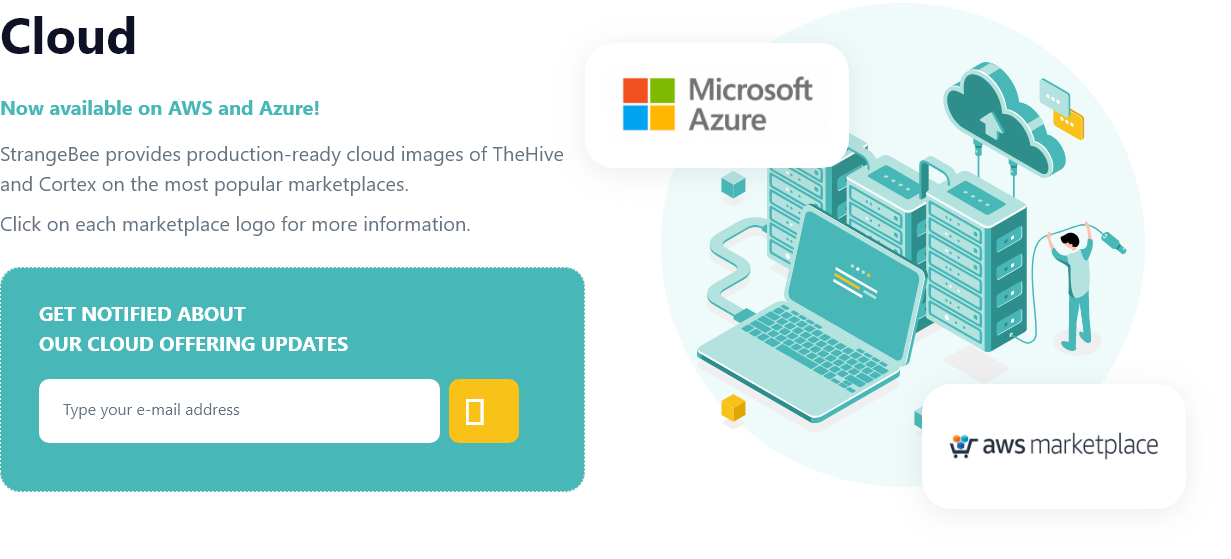 Cloud
Now available on AWS and Azure!
StrangeBee provides production-ready cloud images of TheHive
and Cortex on the most popular marketplaces.
Click on each marketplace logo for more information.
GET NOTIFIED ABOUT
OUR CLOUD OFFERING UPDATES
Type your e-mail address
Microsoft
Azure
aws marketplace